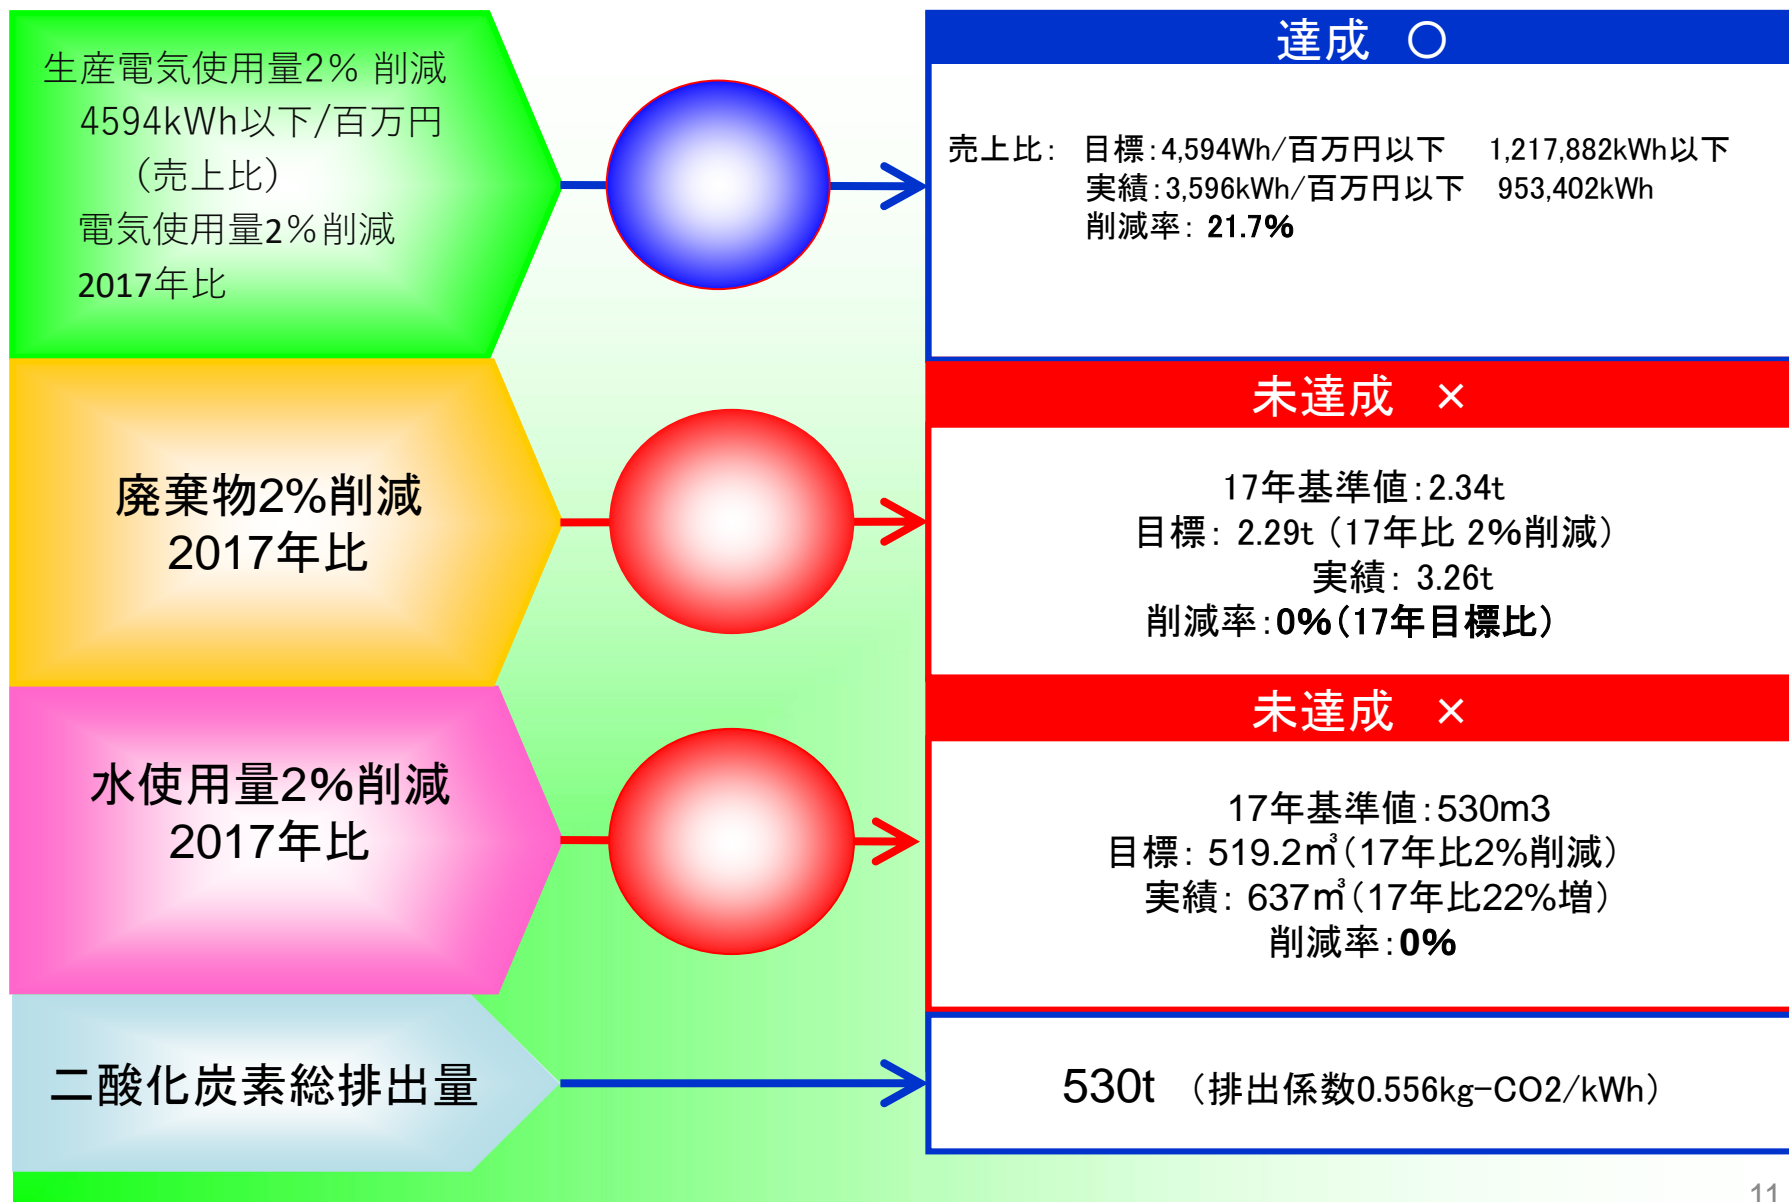 生産電気使用量2% 削減
4594kWh以下/百万円
(売上比)
電気使用量2%削減
2017年比
達成 ○
売上比: 目標:4,594Wh/百万円以下 1,217,882kWh以下
実績:3,596kWh/百万円以下 953,402kWh
削減率: 21.7%
廃棄物2%削減
2017年比
未達成 ×
17年基準値:2.34t
目標: 2.29t (17年比 2%削減)
実績: 3.26t
削減率:0%(17年目標比)
水使用量2%削減
2017年比
未達成 ×
17年基準値:530m3
目標: 519.2㎥(17年比2%削減)
実績: 637㎥(17年比22%増)
削減率:0%
二酸化炭素総排出量
530t (排出係数0.556kg-CO2/kWh)
11